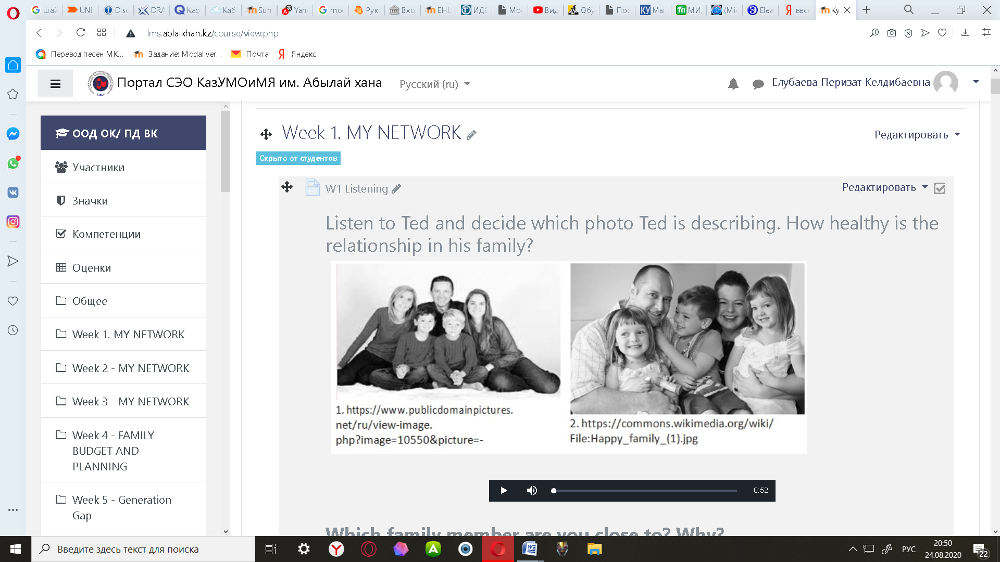 шай
UNI
Disc
DRA
Кар
Каб
Sum
Yan
moo
Рук
Вхо
EHU
ИДО
Мос
Вид
Обу
Пос
Мы
МИ
(Mic
Elea
весь
Ку
lms.ablaikhan.kz/course/view.php
Перевод песен МК...
Задание: Modal ver...
Почта
Яндекс
Портал СЭО КазУМОиМЯ им. Абылай хана
Русский (ru)
Елубаева Перизат Келдибаевна
ООД ОК/ ПД ВК
Участники
Значки
Компетенции
Оценки
Общее
Week 1. MY NETWORK
Week 2 - MY NETWORK
Week 3 - MY NETWORK
Week 4 - FAMILY
BUDGET AND
PLANNING
Week 5 - Generation
Gap
Week 1. MY NETWORK
Редактировать
Скрыто от студентов
W1 Listening
Редактировать
Listen to Ted and decide which photo Ted is describing. How healthy is the
relationship in his family?
1. https://www.publicdomainpictures.
net/ru/view-image.
php?image=10550&picture=-
2. https://commons.wikimedia.org/wiki/
File:Happy_family_(1).jpg
-0:52
Which family member are you close to? Why?
Введите здесь текст для поиска
РУС
20:50
24.08.2020
22